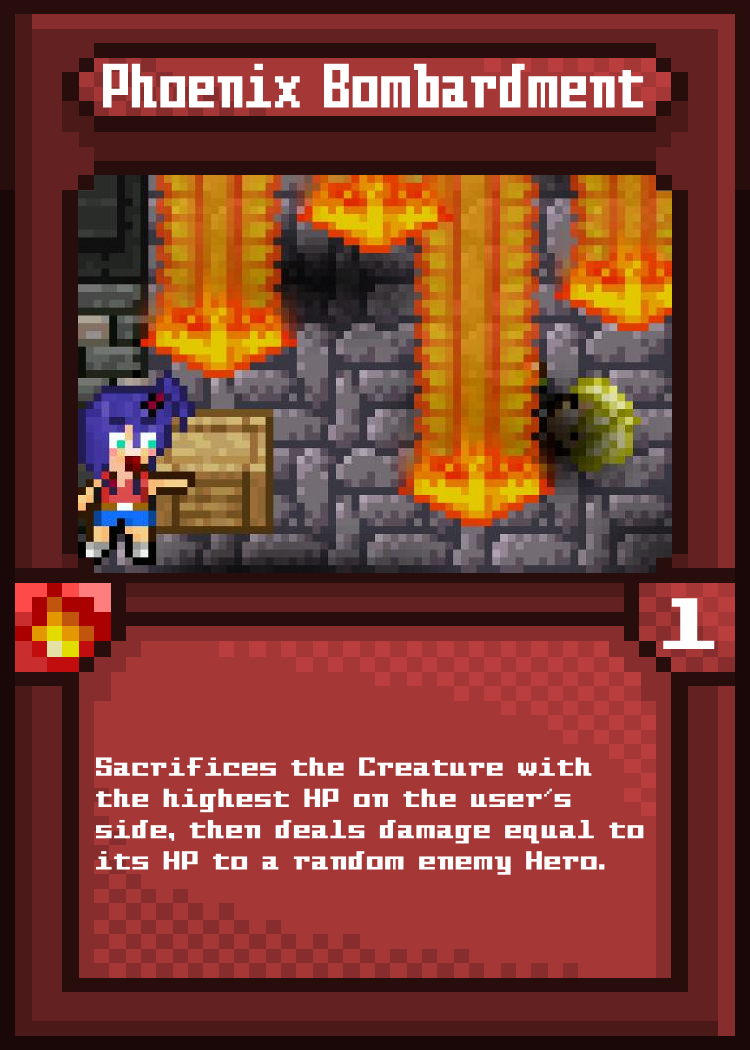 Phoenix Bombardment
1
Sacrifices the Creature with
the highest HP on the user's
side, then deals damage equal to
its HP to a random enemy Hero.